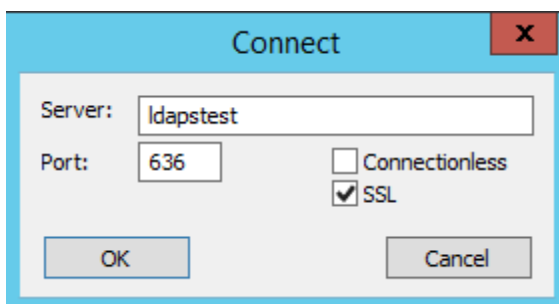 Connect
x
Server: ldapstest
Port: 636 Connectionless
SSL
OK Cancel